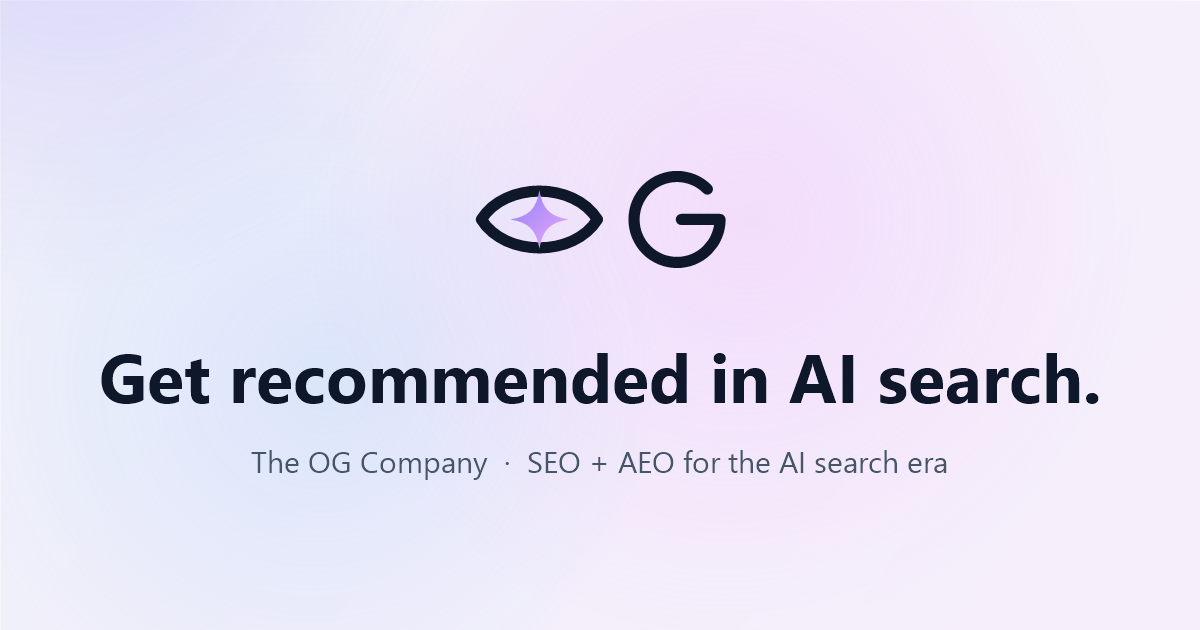 OG
Get recommended in AI search.
The OG Company · SEO + AEO for the AI search era